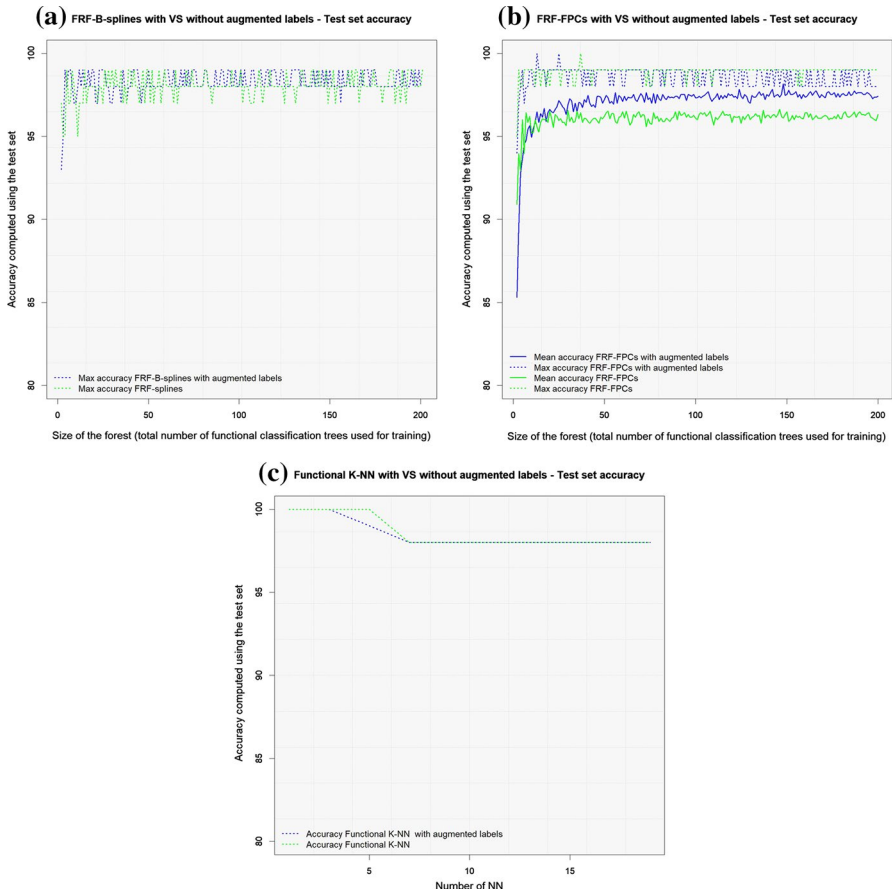 (a) FRF-B-splines with VS without augmented labels - Test set accuracy
Accuracy computed using the test set
100
95
90
85
80
Max accuracy FRF-B-splines with augmented labels
Max accuracy FRF-splines
0 50 100 150 200
Size of the forest (total number of functional classification trees used for training)
(b) FRF-FPCs with VS without augmented labels - Test set accuracy
Accuracy computed using the test set
100
95
90
85
80
Mean accuracy FRF-FPCs with augmented labels
Max accuracy FRF-FPCs with augmented labels
Mean accuracy FRF-FPCs
Max accuracy FRF-FPCs
0 50 100 150 200
Size of the forest (total number of functional classification trees used for training)
(c) Functional K-NN with VS without augmented labels - Test set accuracy
Accuracy computed using the test set
100
95
90
85
80
Accuracy Functional K-NN with augmented labels
Accuracy Functional K-NN
5 10 15
Number of NN